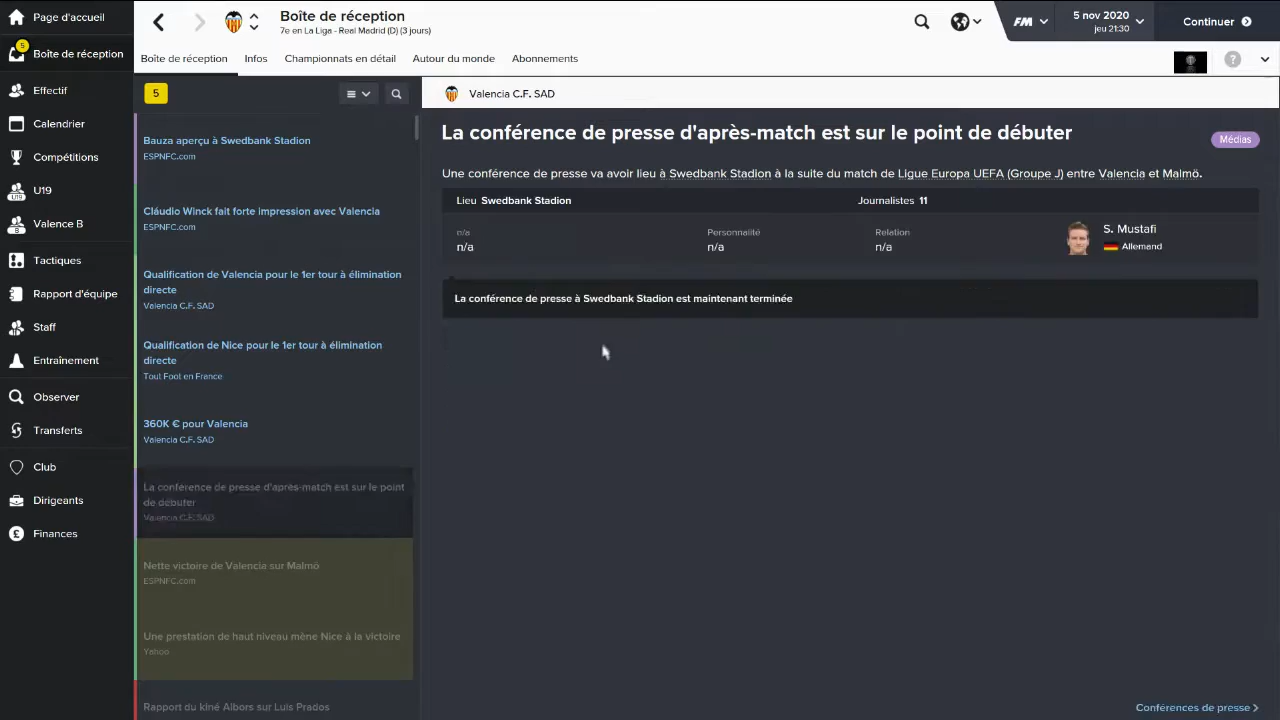 Page d'accueil
5
Boîte de réception
Effectif
Calendrier
Compétitions
U19
U19
Valence B
B
Tactiques
Rapport d'équipe
Staff
Entraînement
Observer
Transferts
Club
Dirigeants
£
Finances
Boîte de réception
7e en La Liga - Real Madrid (D) (3 jours)
FM
5 nov 2020
jeu 21:30
Continuer
Boîte de réception
Infos
Championnats en détail
Autour du monde
Abonnements
?
5
Bauza aperçu à Swedbank Stadion
ESPNFC.com
Cláudio Winck fait forte impression avec Valencia
ESPNFC.com
Qualification de Valencia pour le 1er tour à élimination
directe
Valencia C.F. SAD
Qualification de Nice pour le 1er tour à élimination
directe
Tout Foot en France
360K € pour Valencia
Valencia C.F. SAD
La conférence de presse d'après-match est sur le point
de débuter
Valencia C.F. SAD
Nette victoire de Valencia sur Malmö
ESPNFC.com
Une prestation de haut niveau mène Nice à la victoire
Yahoo
Rapport du kiné Albors sur Luis Prados
Valencia C.F. SAD
La conférence de presse d'après-match est sur le point de débuter
Médias
Une conférence de presse va avoir lieu à Swedbank Stadion à la suite du match de Ligue Europa UEFA (Groupe J) entre Valencia et Malmö.
Lieu Swedbank Stadion
Journalistes 11
n/a
n/a
Personnalité
n/a
Relation
n/a
S. Mustafi
Allemand
La conférence de presse à Swedbank Stadion est maintenant terminée
Conférences de presse